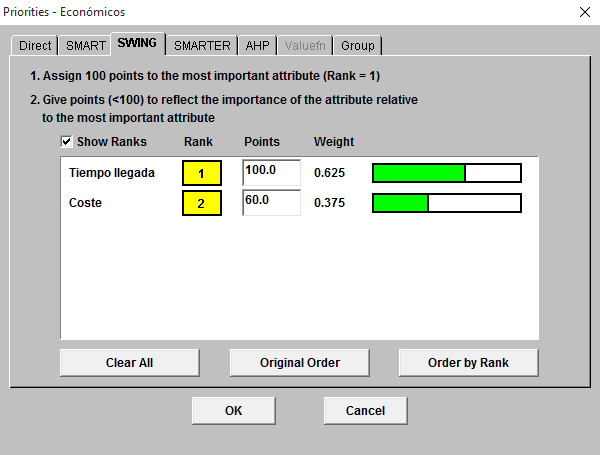 Priorities - Económicos
Direct SMART SWING SMARTER AHP Valuefn Group
1. Assign 100 points to the most important attribute (Rank = 1)
2. Give points (<100) to reflect the importance of the attribute relative
to the most important attribute
Show Ranks Rank Points Weight
Tiempo llegada 1 100.0 0.625
Coste 2 60.0 0.375
Clear All Original Order Order by Rank
OK Cancel